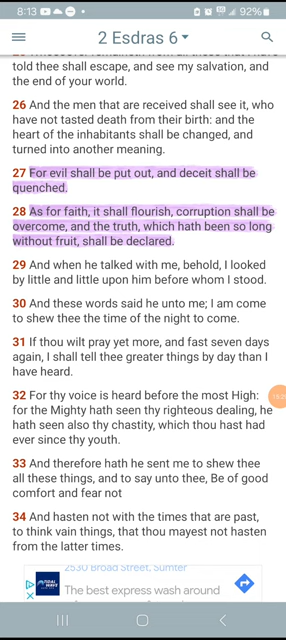 8:13
92%
2 Esdras 6
told thee shall escape, and see my salvation, and
the end of your world.
26 And the men that are received shall see it, who
have not tasted death from their birth: and the
heart of the inhabitants shall be changed, and
turned into another meaning.
27 For evil shall be put out, and deceit shall be
quenched.
28 As for faith, it shall flourish, corruption shall be
overcome, and the truth, which hath been so long
without fruit, shall be declared.
29 And when he talked with me, behold, I looked
by little and little upon him before whom I stood.
30 And these words said he unto me; I am come
to shew thee the time of the night to come.
31 If thou wilt pray yet more, and fast seven days
again, I shall tell thee greater things by day than I
have heard.
32 For thy voice is heard before the most High:
for the Mighty hath seen thy righteous dealing, he
hath seen also thy chastity, which thou hast had
ever since thy youth.
33 And therefore hath he sent me to shew thee
all these things, and to say unto thee, Be of good
comfort and fear not
34 And hasten not with the times that are past,
to think vain things, that thou mayest not hasten
from the latter times.
2530 Broad Street, Sumter
The best express wash around